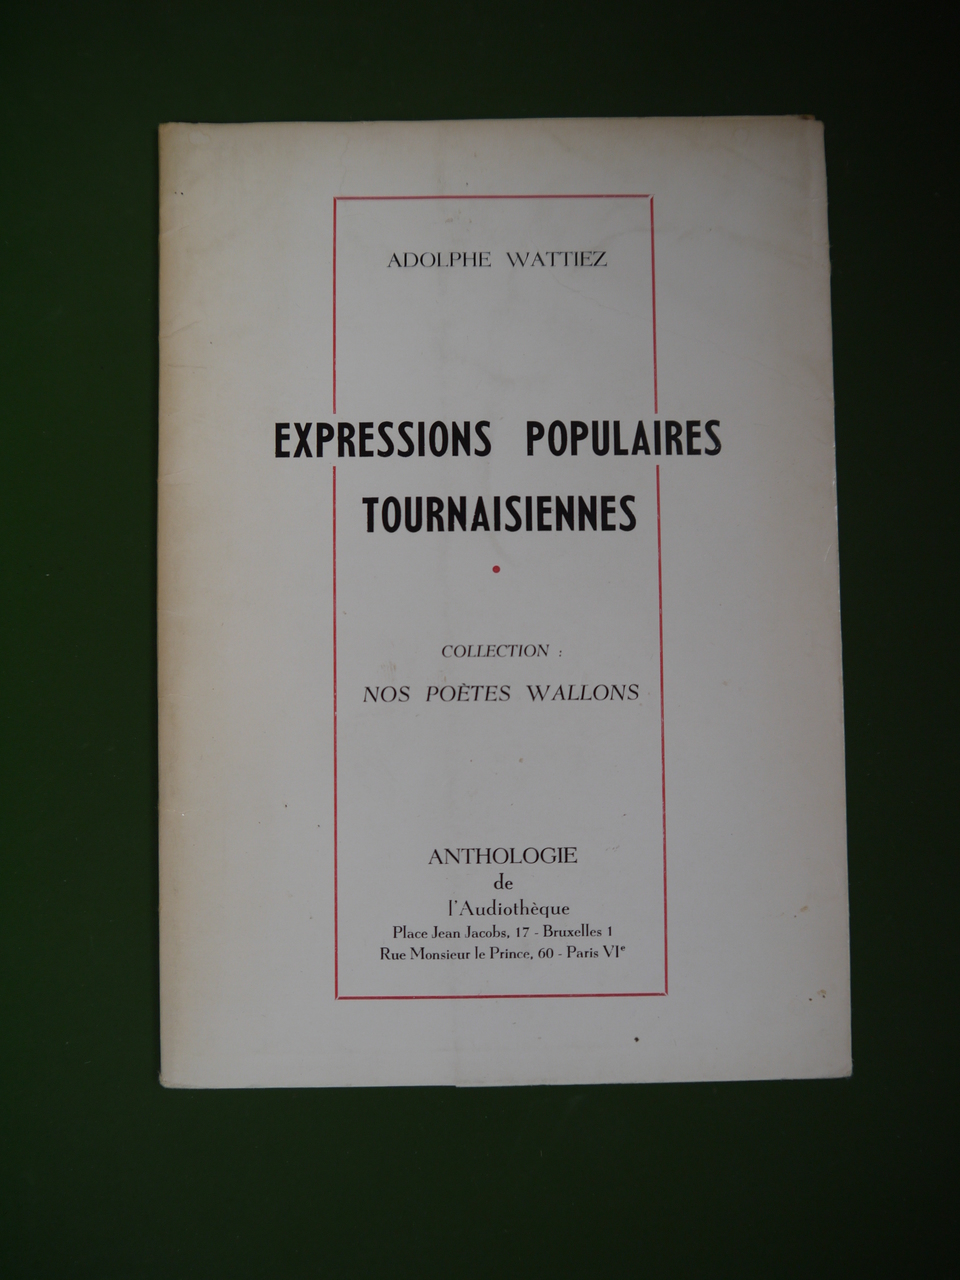 ADOLPHE WATTIEZ
EXPRESSIONS POPULAIRES
TOURNAISIENNES
COLLECTION :
NOS POÈTES WALLONS
ANTHOLOGIE
de
l'Audiothèque
Place Jean Jacobs, 17 - Bruxelles 1
Rue Monsieur le Prince, 60 - Paris VIe